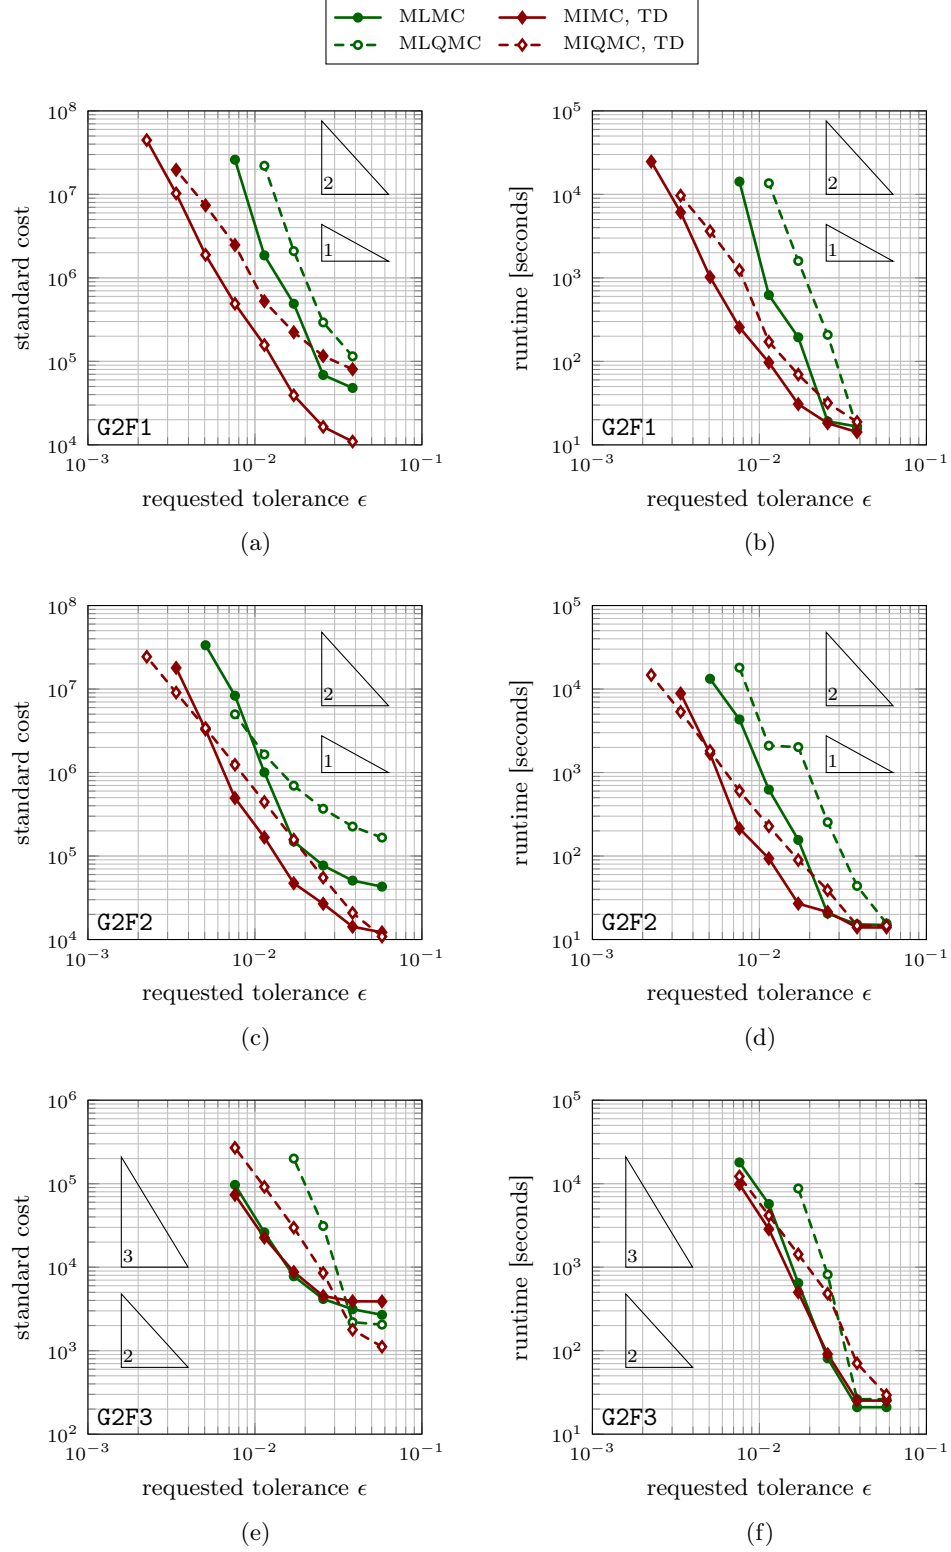 MLMC MIMC, TD
MLQMC MIQMC, TD
10^8
10^7
10^6
10^5
10^4
10^-3 10^-2 10^-1
standard cost
requested tolerance ϵ
2
1
G2F1
(a)
10^5
10^4
10^3
10^2
10^1
10^-3 10^-2 10^-1
runtime [seconds]
requested tolerance ϵ
2
1
G2F1
(b)
10^8
10^7
10^6
10^5
10^4
10^-3 10^-2 10^-1
standard cost
requested tolerance ϵ
2
1
G2F2
(c)
10^5
10^4
10^3
10^2
10^1
10^-3 10^-2 10^-1
runtime [seconds]
requested tolerance ϵ
2
1
G2F2
(d)
10^6
10^5
10^4
10^3
10^2
10^-3 10^-2 10^-1
standard cost
requested tolerance ϵ
3
2
G2F3
(e)
10^5
10^4
10^3
10^2
10^1
10^-3 10^-2 10^-1
runtime [seconds]
requested tolerance ϵ
3
2
G2F3
(f)